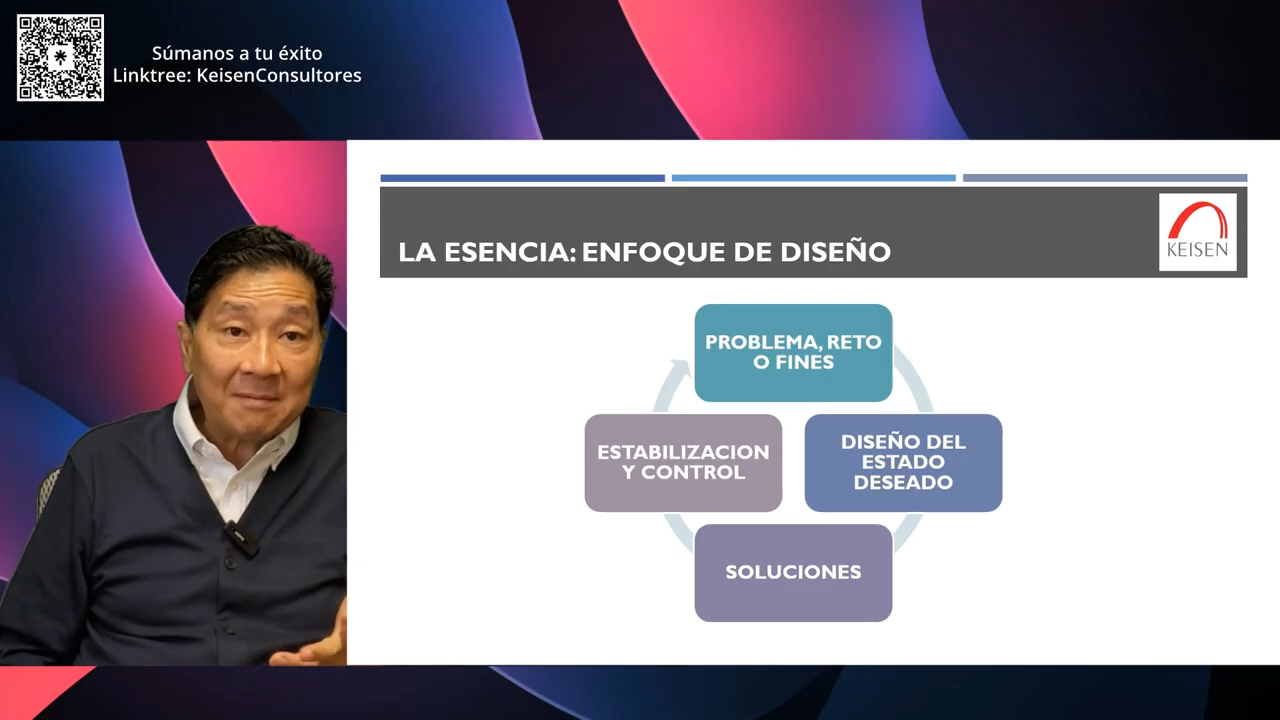 Súmanos a tu éxito
Linktree: KeisenConsultores
LA ESENCIA: ENFOQUE DE DISEÑO
KEISEN
PROBLEMA, RETO
O FINES
ESTABILIZACION
Y CONTROL
DISEÑO DEL
ESTADO
DESEADO
SOLUCIONES